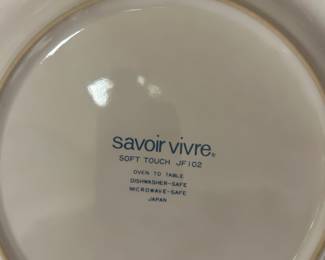 savoir vivre®
SOFT TOUCH JF102
OVEN TO TABLE
DISHWASHER-SAFE
MICROWAVE-SAFE
JAPAN